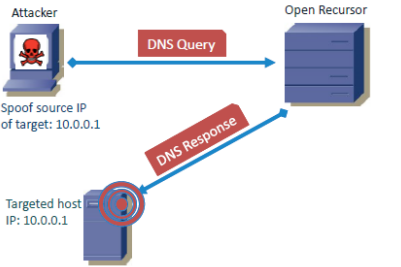 Attacker
Open Recursor
DNS Query
Spoof source IP
of target: 10.0.0.1
DNS Response
Targeted host
IP: 10.0.0.1